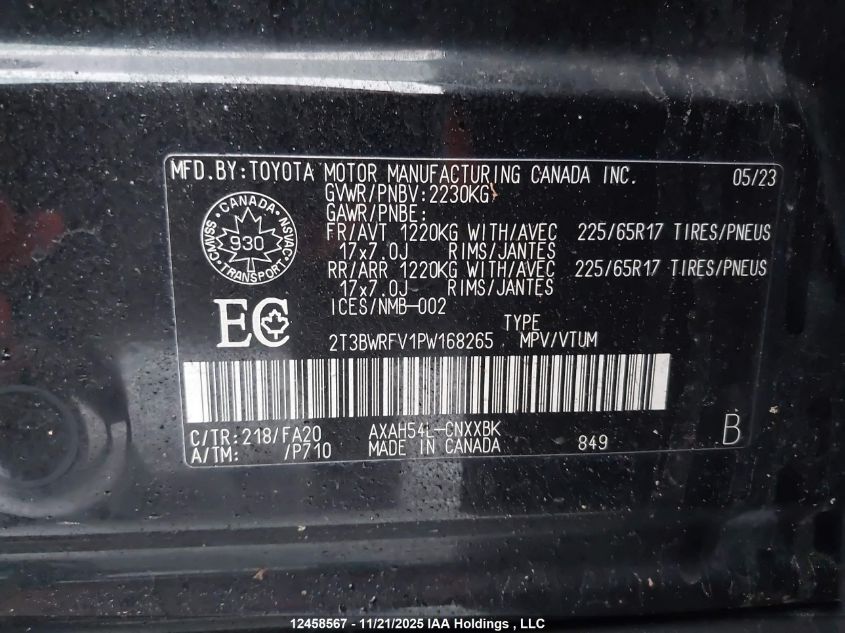 MFD.BY:TOYOTA MOTOR MANUFACTURING CANADA INC. 05/23
GVWR/PNBV:2230KG
GAWR/PNBE:
FR/AVT 1220KG WITH/AVEC 225/65R17 TIRES/PNEUS
17x7.0J RIMS/JANTES
RR/ARR 1220KG WITH/AVEC 225/65R17 TIRES/PNEUS
17x7.0J RIMS/JANTES
ICES/NMB-002
CANADA
CMVSS 930 NSVAC
TRANSPORT
EC
TYPE
2T3BWRFV1PW168265 MPV/VTUM
C/TR:218/FA20 AXAH54L-CNXXBK
A/TM: /P710 MADE IN CANADA 849 B
12458567 - 11/21/2025 IAA Holdings , LLC